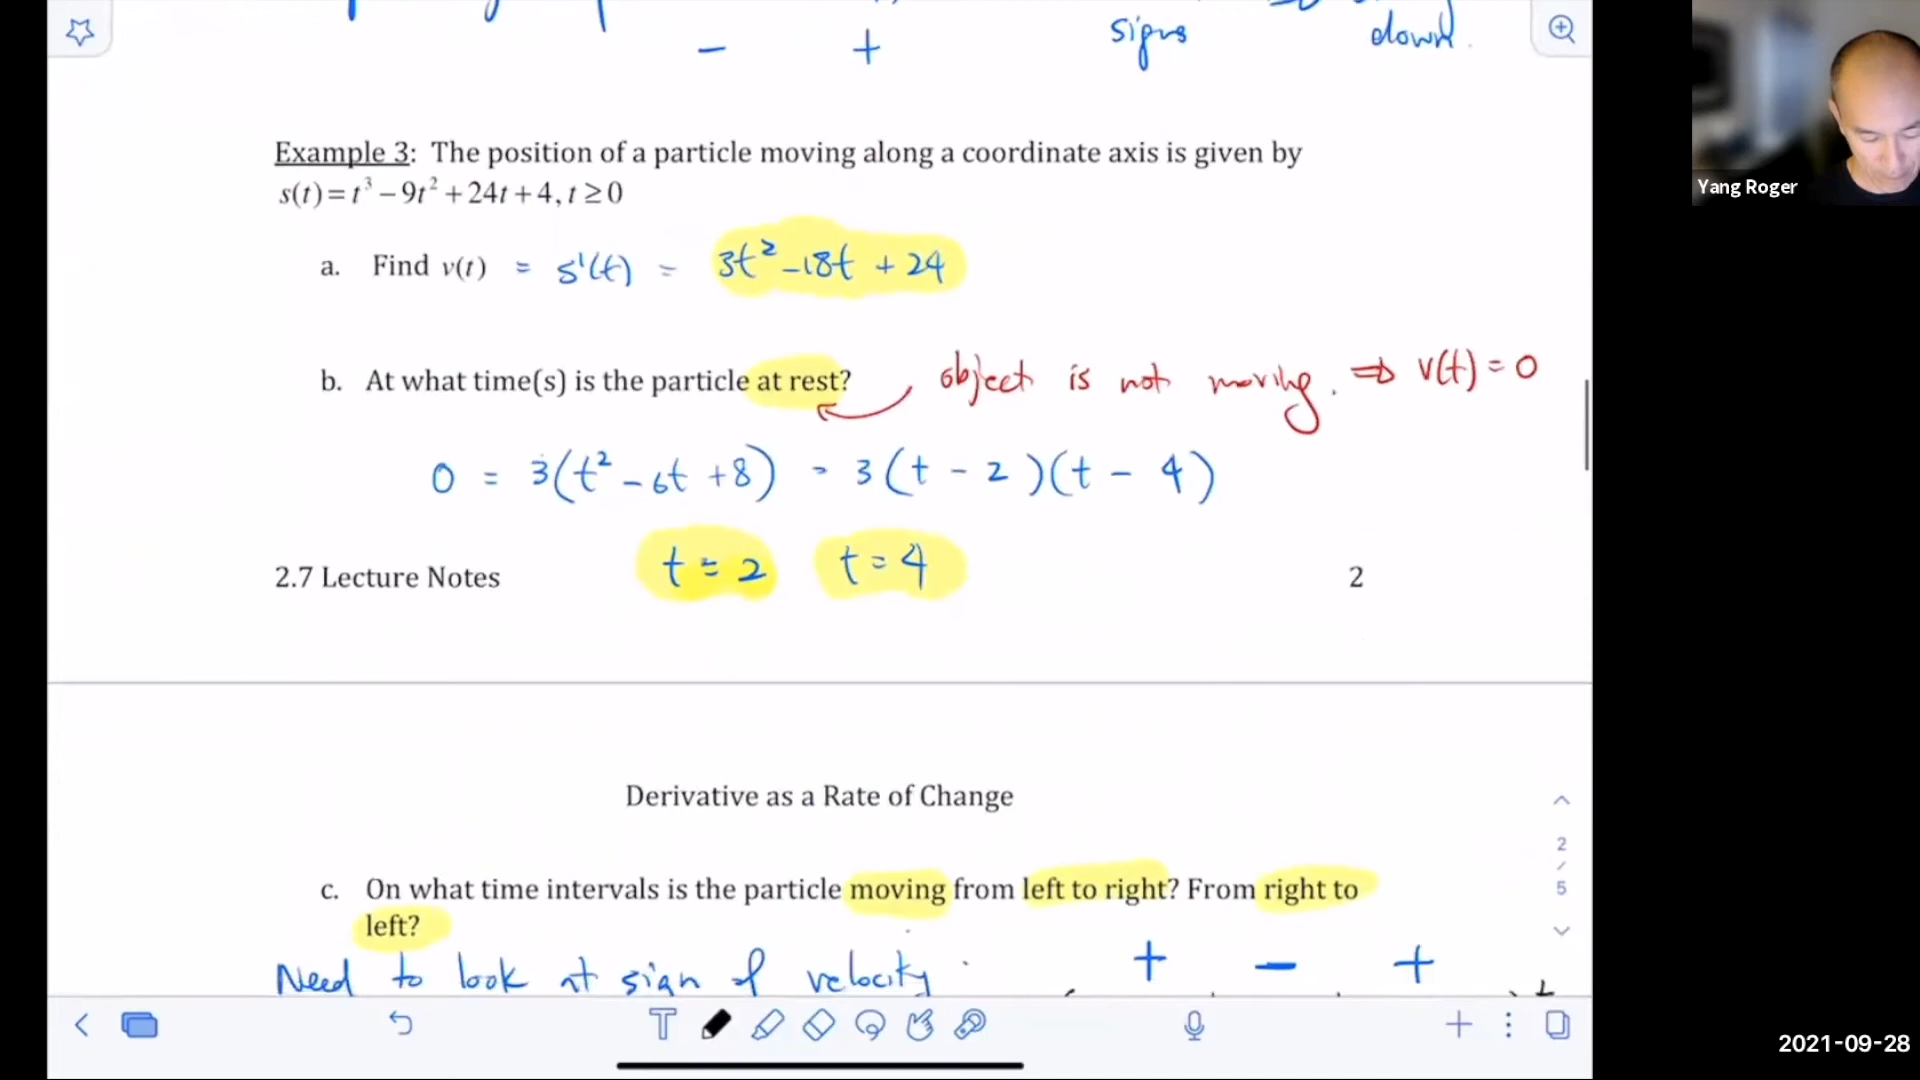 - + signs down.
Example 3: The position of a particle moving along a coordinate axis is given by
s(t) = t³ – 9t² + 24t + 4, t ≥ 0
a. Find v(t) = s'(t) = 3t² - 18t + 24
b. At what time(s) is the particle at rest? object is not moving. ⇒ v(t) = 0
0 = 3(t² - 6t + 8) = 3(t - 2)(t - 4)
t = 2 t = 4
2.7 Lecture Notes 2
Derivative as a Rate of Change
c. On what time intervals is the particle moving from left to right? From right to
left?
Need to look at sign of velocity. + - +
2
/
5
T
Yang Roger
2021-09-28